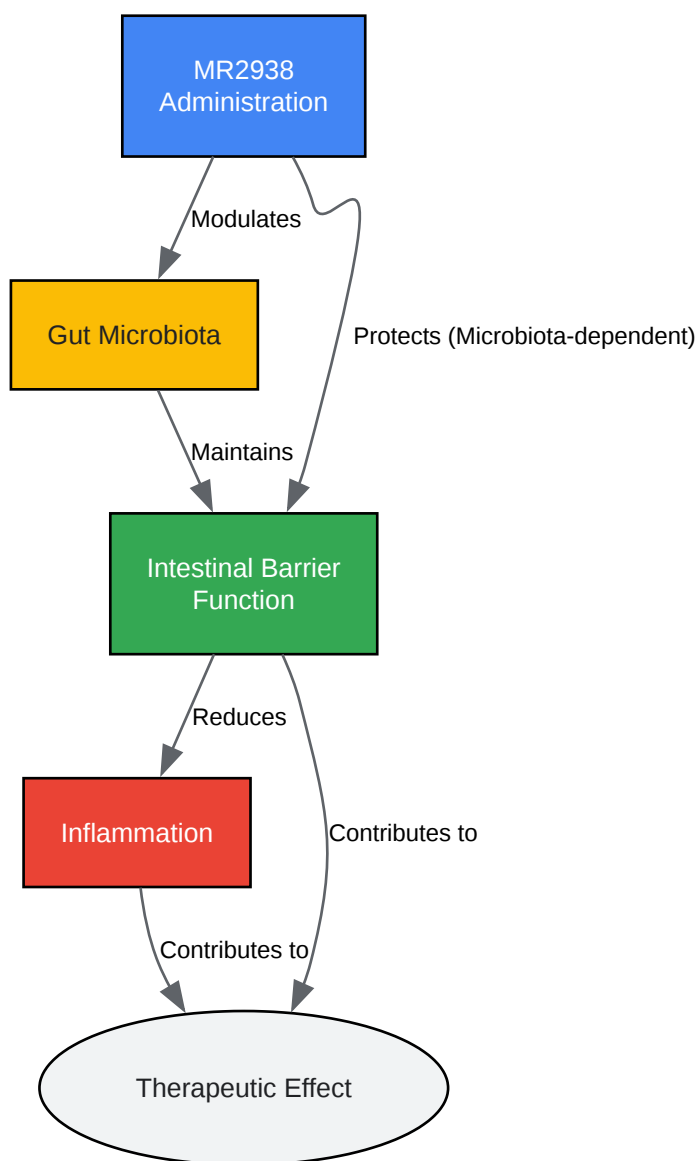 MR2938
Administration
Modulates
Gut Microbiota
Protects (Microbiota-dependent)
Maintains
Intestinal Barrier
Function
Reduces
Inflammation
Contributes to
Contributes to
Therapeutic Effect